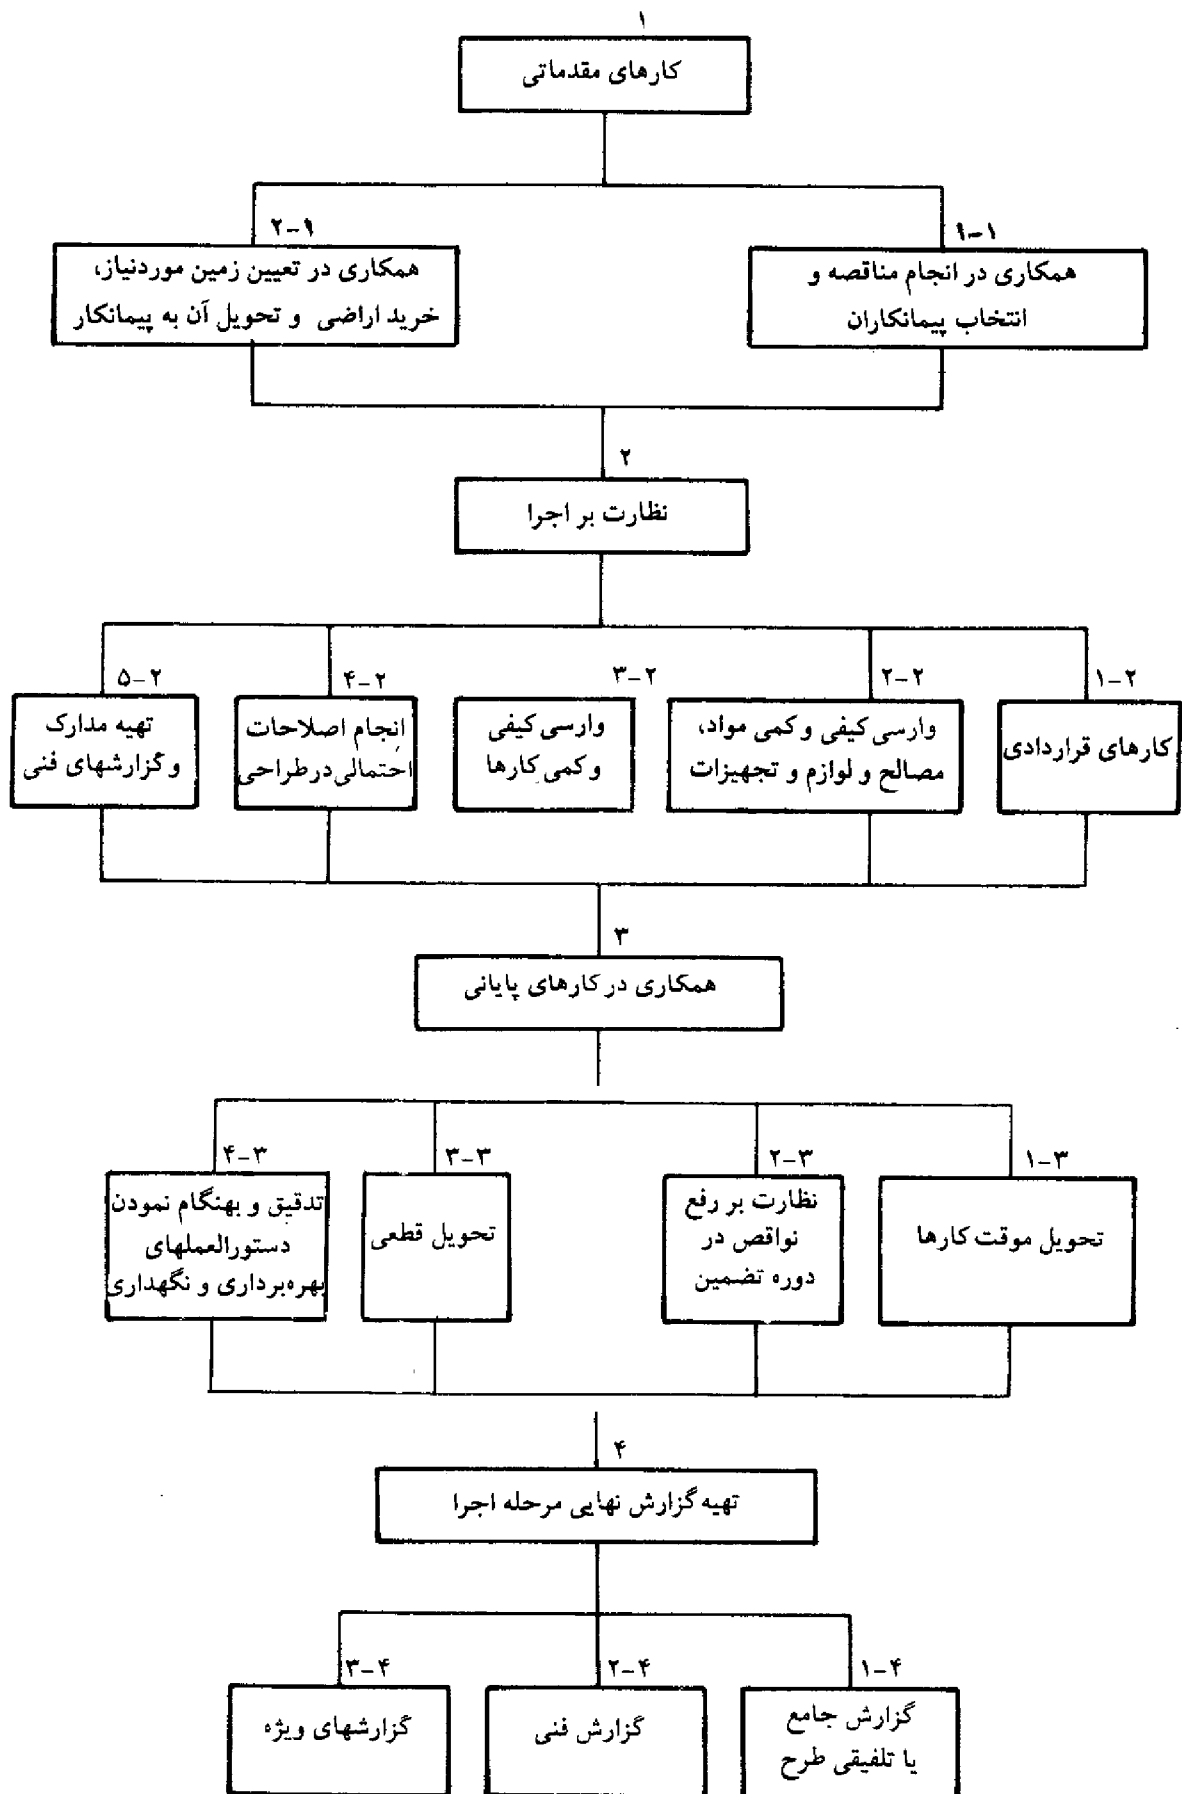 ۱
کارهای مقدماتی
۱-۱
همکاری در انجام مناقصه و
انتخاب پیمانکاران
۲-۱
همکاری در تعیین زمین موردنیاز،
خرید اراضی و تحویل آن به پیمانکار
۲
نظارت بر اجرا
۱-۲
کارهای قراردادی
۲-۲
وارسی کیفی و کمی مواد،
مصالح و لوازم و تجهیزات
۳-۲
وارسی کیفی
و کمی کارها
۴-۲
انجام اصلاحات
احتمالی در طراحی
۵-۲
تهیه مدارک
و گزارشهای فنی
۳
همکاری در کارهای پایانی
۱-۳
تحویل موقت کارها
۲-۳
نظارت بر رفع
نواقص در
دوره تضمین
۳-۳
تحویل قطعی
۴-۳
تدقیق و بهنگام نمودن
دستورالعملهای
بهره‌برداری و نگهداری
۴
تهیه گزارش نهایی مرحله اجرا
۱-۴
گزارش جامع
یا تلفیقی طرح
۲-۴
گزارش فنی
۳-۴
گزارشهای ویژه